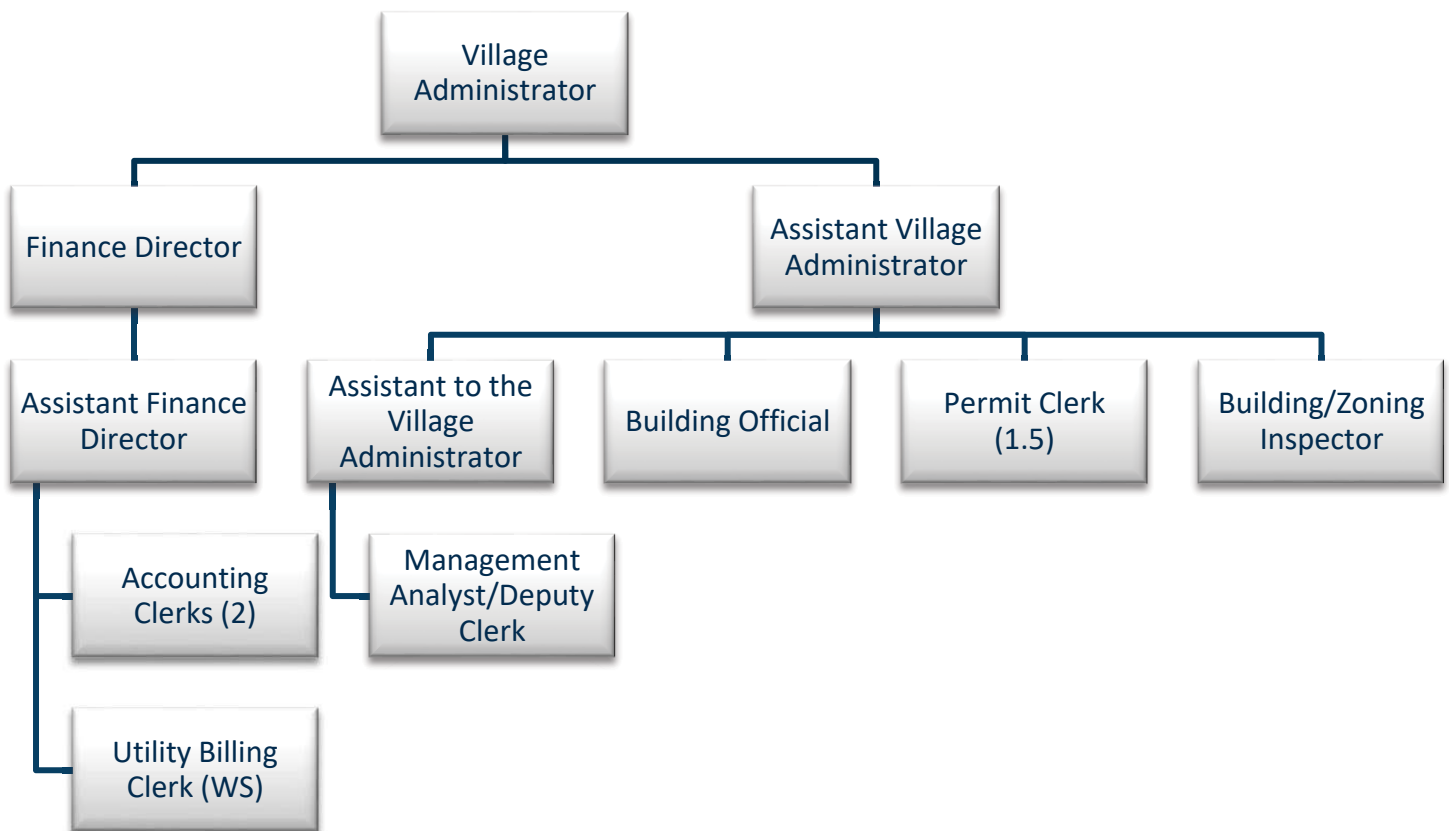 Village
Administrator
Finance Director
Assistant Village
Administrator
Assistant Finance
Director
Assistant to the
Village
Administrator
Building Official
Permit Clerk
(1.5)
Building/Zoning
Inspector
Accounting
Clerks (2)
Management
Analyst/Deputy
Clerk
Utility Billing
Clerk (WS)